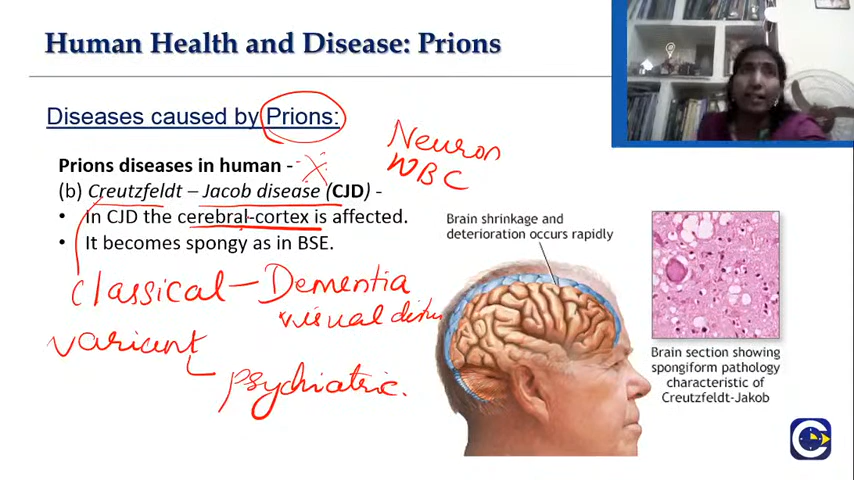 Human Health and Disease: Prions
Diseases caused by Prions:
Prions diseases in human -
(b) Creutzfeldt – Jacob disease (CJD) -
• In CJD the cerebral-cortex is affected.
• It becomes spongy as in BSE.
Neuron
WBC
classical – Dementia
visual distu
varient
psychiatric.
Brain shrinkage and
deterioration occurs rapidly
Brain section showing
spongiform pathology
characteristic of
Creutzfeldt-Jakob